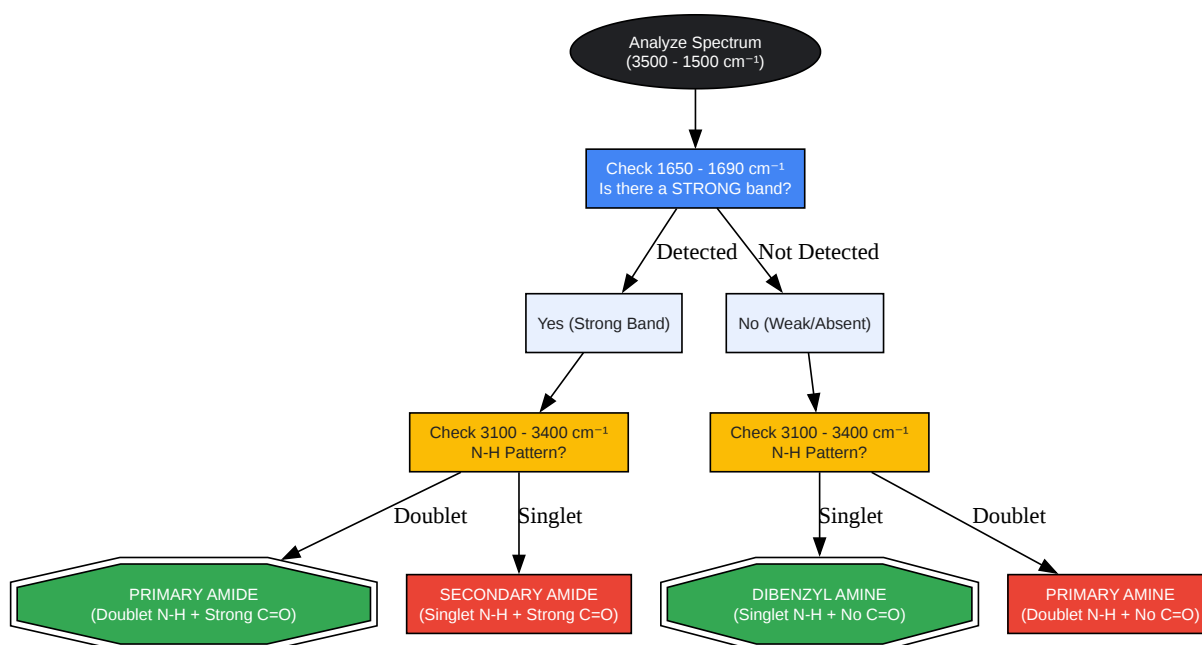 Analyze Spectrum
(3500 - 1500 cm⁻¹)
Check 1650 - 1690 cm⁻¹
Is there a STRONG band?
Detected
Not Detected
Yes (Strong Band)
No (Weak/Absent)
Check 3100 - 3400 cm⁻¹
N-H Pattern?
Check 3100 - 3400 cm⁻¹
N-H Pattern?
Doublet
Singlet
Singlet
Doublet
PRIMARY AMIDE
(Doublet N-H + Strong C=O)
SECONDARY AMIDE
(Singlet N-H + Strong C=O)
DIBENZYL AMINE
(Singlet N-H + No C=O)
PRIMARY AMINE
(Doublet N-H + No C=O)